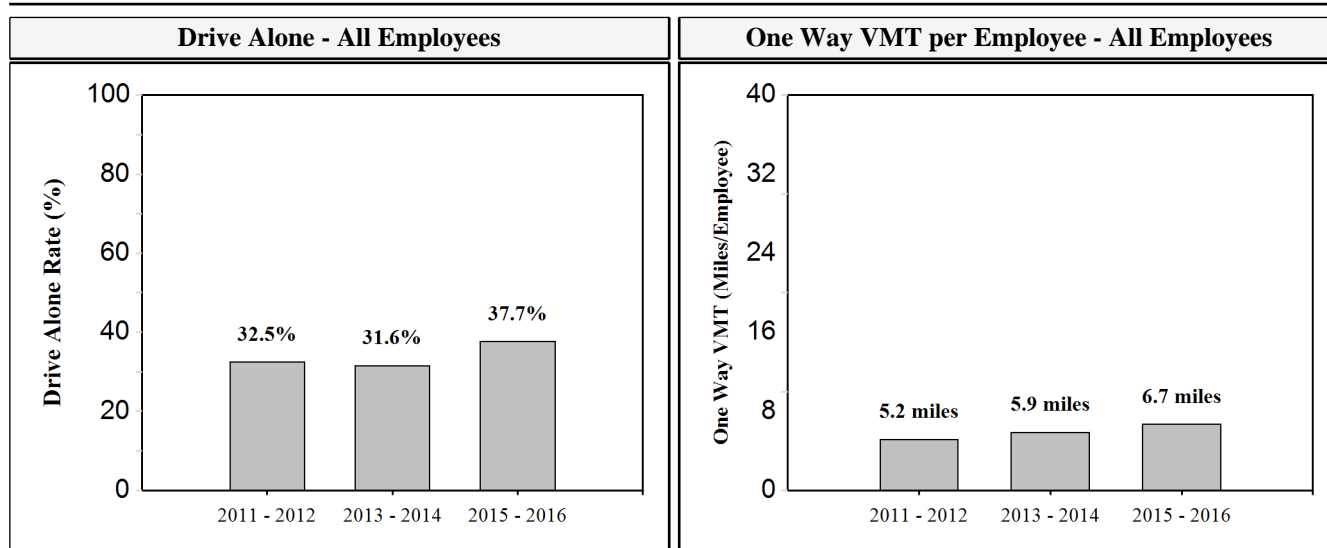 Drive Alone - All Employees
One Way VMT per Employee - All Employees
Drive Alone Rate (%)
100
80
60
40
20
0
32.5%
31.6%
37.7%
2011 - 2012
2013 - 2014
2015 - 2016
One Way VMT (Miles/Employee)
40
32
24
16
8
0
5.2 miles
5.9 miles
6.7 miles
2011 - 2012
2013 - 2014
2015 - 2016